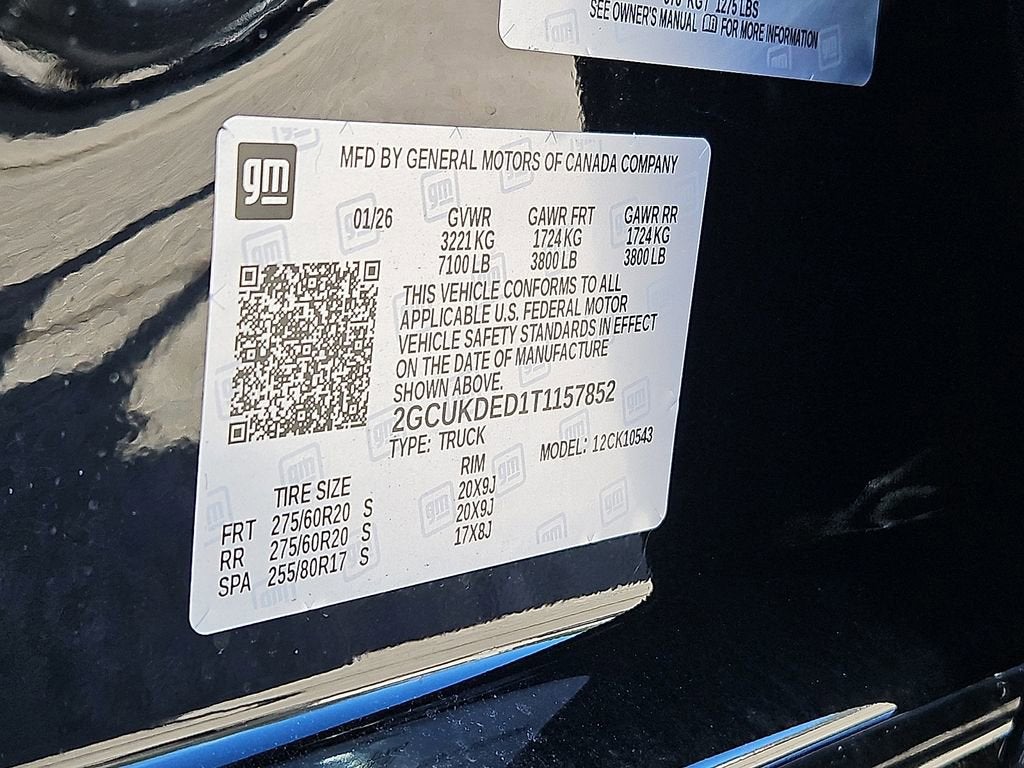 1275 LBS
SEE OWNER'S MANUAL FOR MORE INFORMATION
gm
MFD BY GENERAL MOTORS OF CANADA COMPANY
01/26 GVWR GAWR FRT GAWR RR
3221 KG 1724 KG 1724 KG
7100 LB 3800 LB 3800 LB
THIS VEHICLE CONFORMS TO ALL
APPLICABLE U.S. FEDERAL MOTOR
VEHICLE SAFETY STANDARDS IN EFFECT
ON THE DATE OF MANUFACTURE
SHOWN ABOVE.
2GCUKDED1T1157852
TYPE: TRUCK MODEL: 12CK10543
TIRE SIZE RIM
FRT 275/60R20 S 20X9J
RR 275/60R20 S 20X9J
SPA 255/80R17 S 17X8J